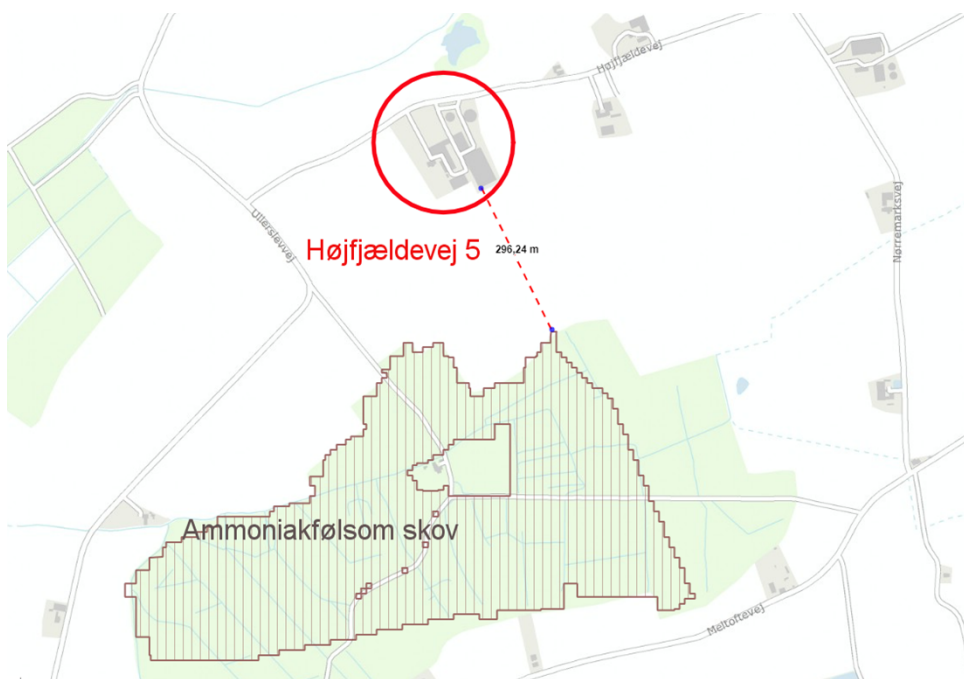 Højfjældevej
Ullerslevvej
Højfjældevej 5
296,24 m
Nørremarksvej
Ammoniakfølsom skov
Meltoftevej